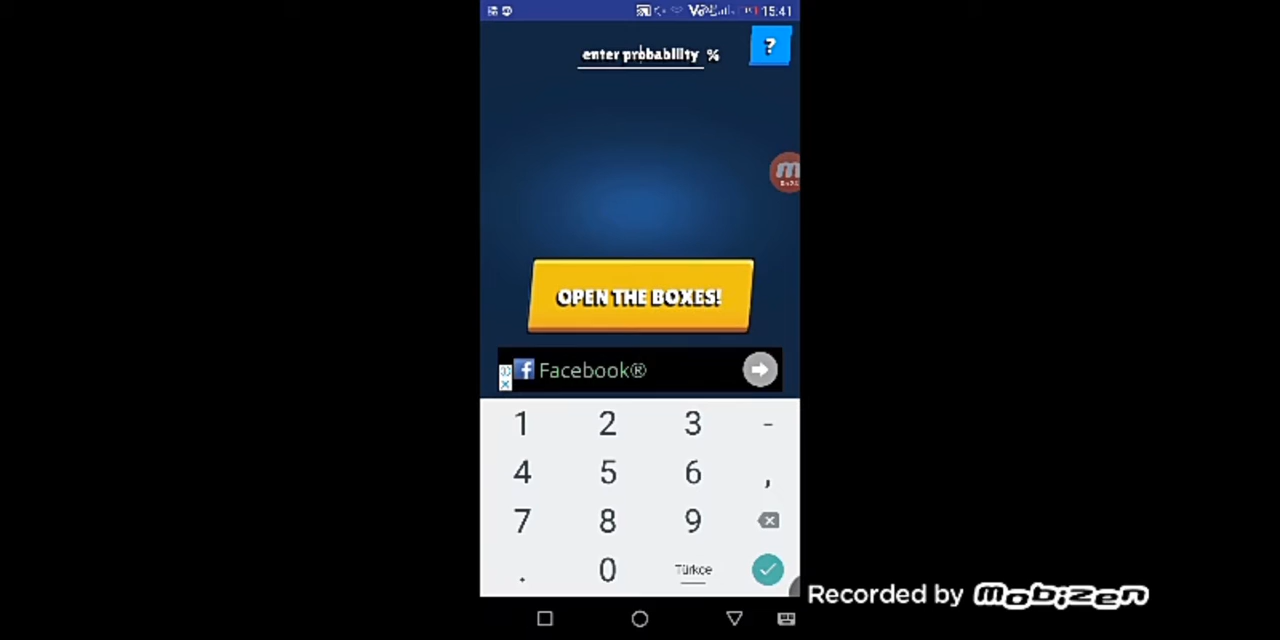 15:41
enter probability %
?
OPEN THE BOXES!
Facebook®
1 2 3 -
4 5 6 ,
7 8 9
. 0 Türkçe
Recorded by mobizen